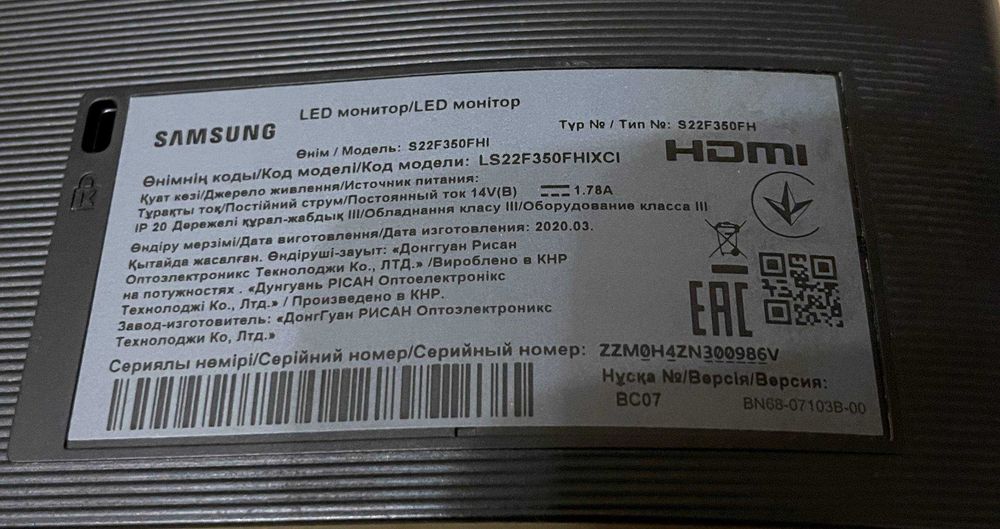 LED монитор/LED монітор
SAMSUNG
Өнім / Модель: S22F350FHI
Түр № / Тип №: S22F350FH
HDMI
Өнімнің коды/Код моделі/Код модели: LS22F350FHIXCI
Қуат көзі/Джерело живлення/Источник питания:
Тұрақты ток/Постійний струм/Постоянный ток 14V(В) 1.78A
IP 20 Дережелі құрал-жабдық III/Обладнання класу III/Оборудование класса III
Өндіру мерзімі/Дата виготовлення/Дата изготовления: 2020.03.
Қытайда жасалған. Өндіруші-зауыт: «Донггуан Рисан
Оптоэлектроникс Текнолоджи Ко., ЛТД.» /Вироблено в КНР
на потужностях . «Дунгуань РІСАН Оптоелектронікс
Технолоджі Ко., Лтд.» / Произведено в КНР.
Завод-изготовитель: «ДонгГуан РИСАН Оптоэлектроникс
Технолоджи Ко, Лтд.»
EAC
Сериялы нөмірі/Серійний номер/Серийный номер: ZZM0H4ZN300986V
Нұсқа №/Версія/Версия:
BC07
BN68-07103B-00